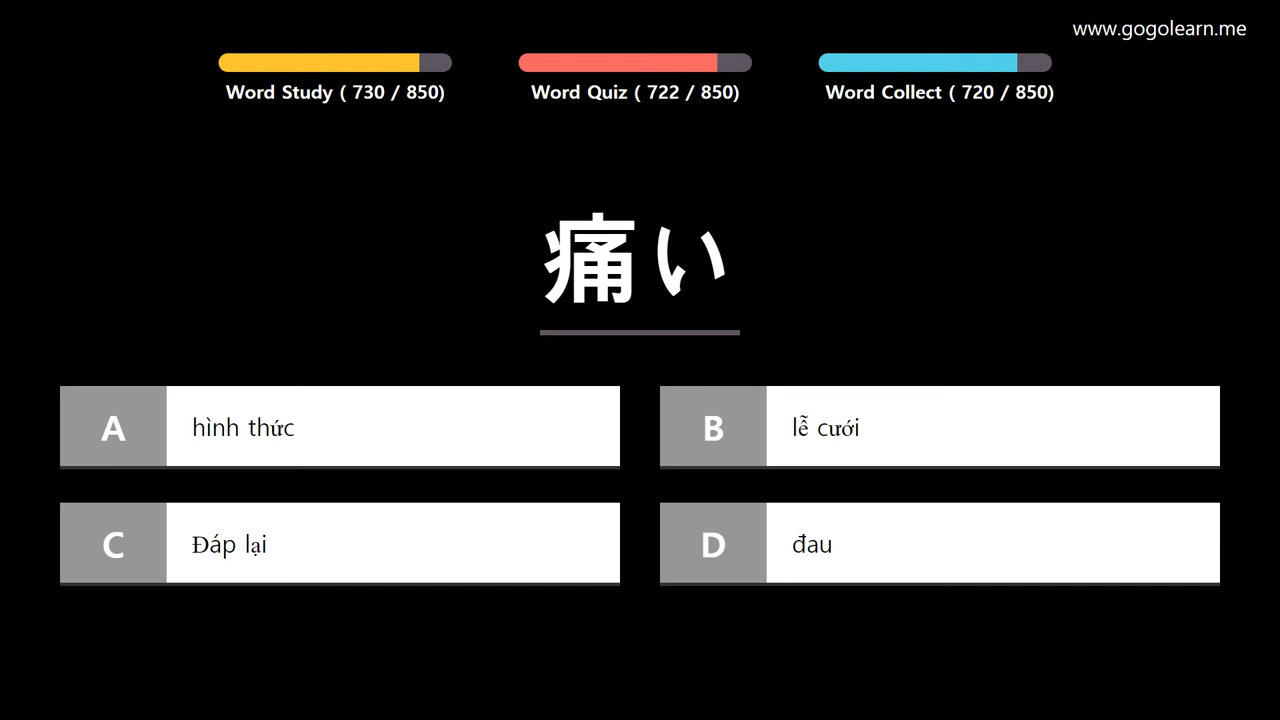 www.gogolearn.me
Word Study ( 730 / 850)
Word Quiz ( 722 / 850)
Word Collect ( 720 / 850)
痛い
A hình thức
B lễ cưới
C Đáp lại
D đau